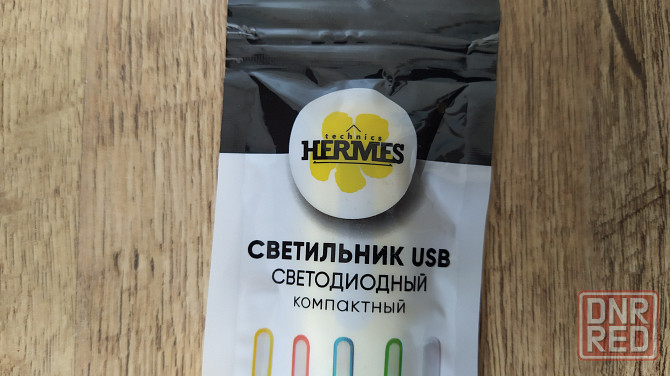 technics
HERMES
СВЕТИЛЬНИК USB
СВЕТОДИОДНЫЙ
компактный
DNR
RED